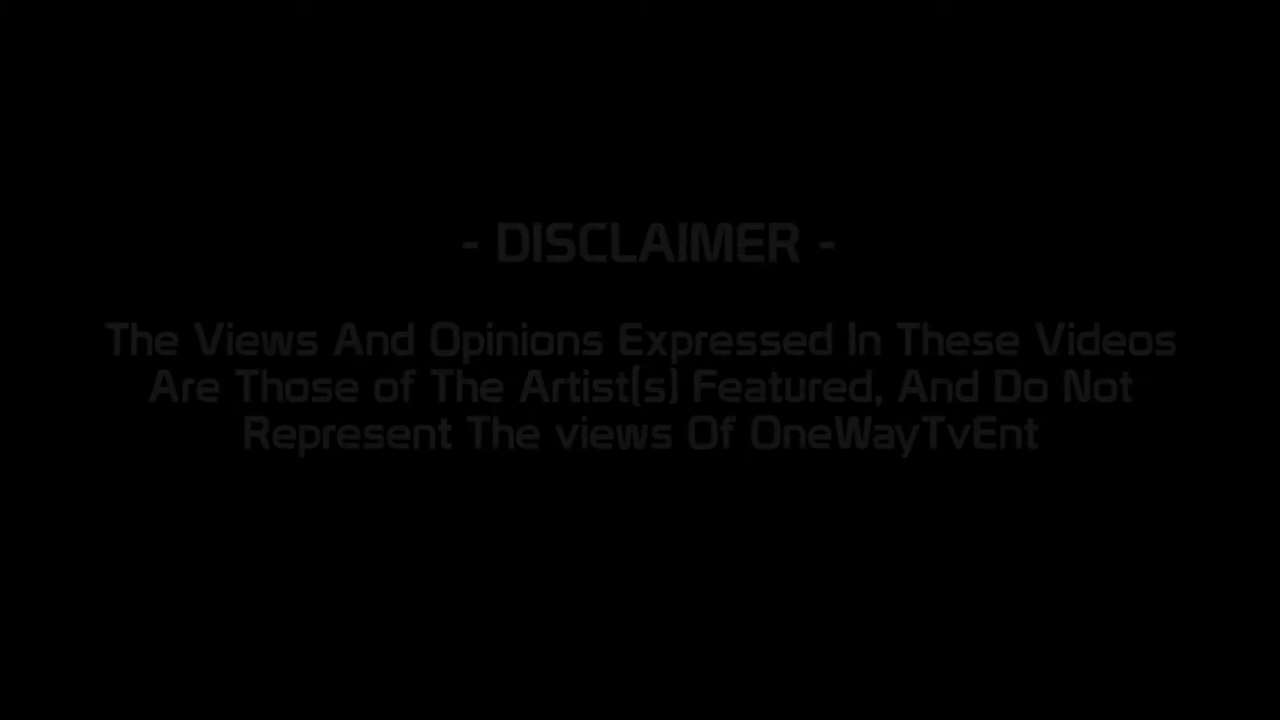 - DISCLAIMER -
The Views And Opinions Expressed In These Videos
Are Those of The Artist(s) Featured, And Do Not
Represent The views Of OneWayTvEnt